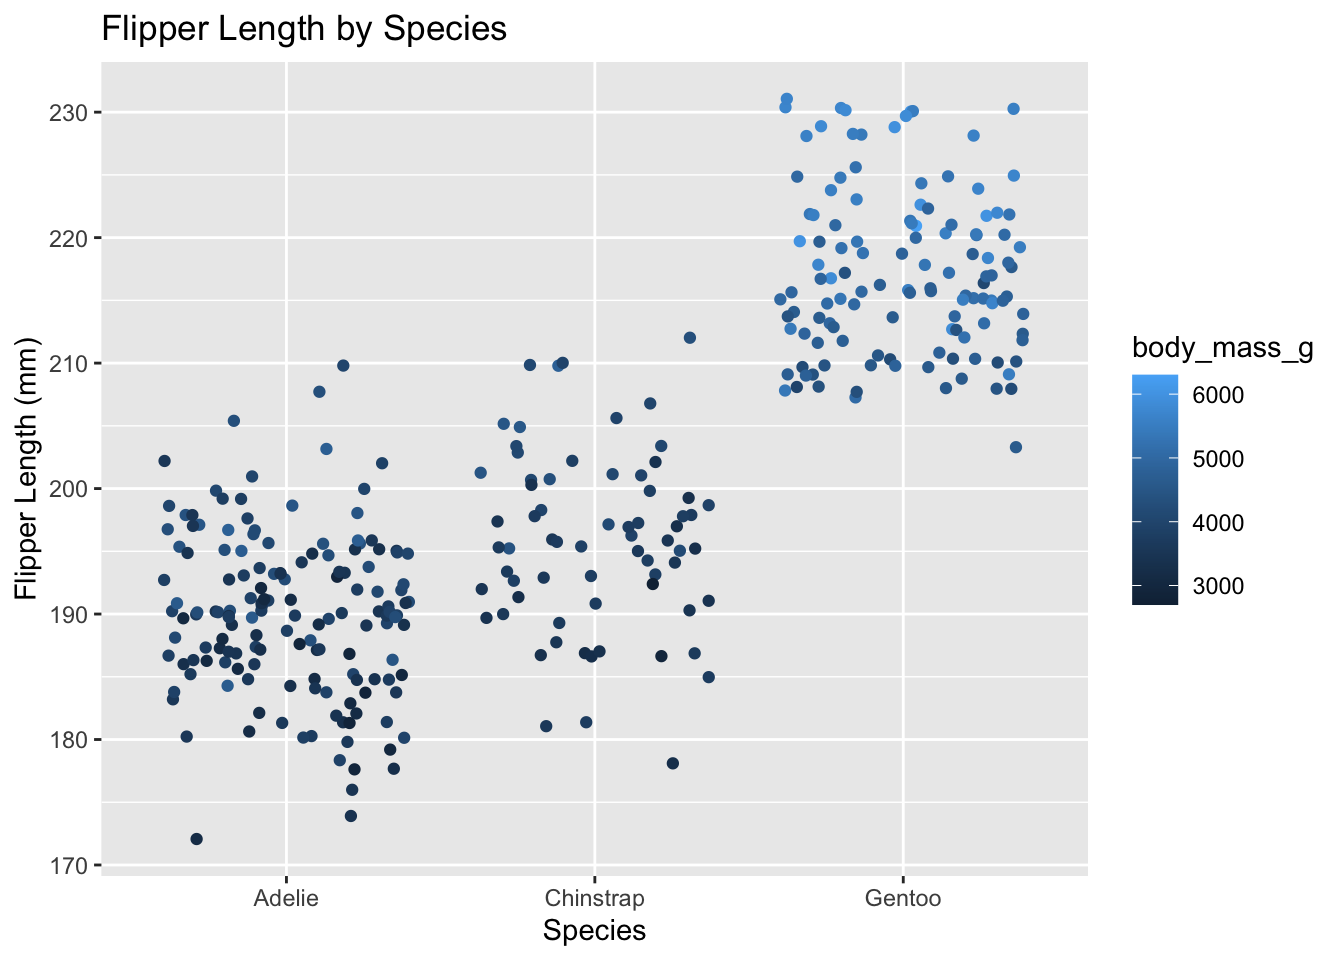 Flipper Length by Species
230
220
210
200
190
180
170
Flipper Length (mm)
Adelie
Chinstrap
Gentoo
Species
body_mass_g
6000
5000
4000
3000